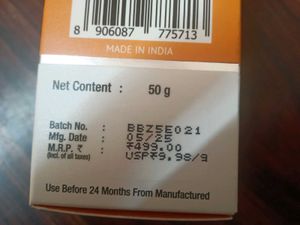 8 906087 775713
MADE IN INDIA
Net Content : 50 g
Batch No. : BBZ5E021
Mfg. Date : 05/25
M.R.P. ₹ : ₹499.00
(Incl. of all taxes) USP₹9.98/g
Use Before 24 Months From Manufactured